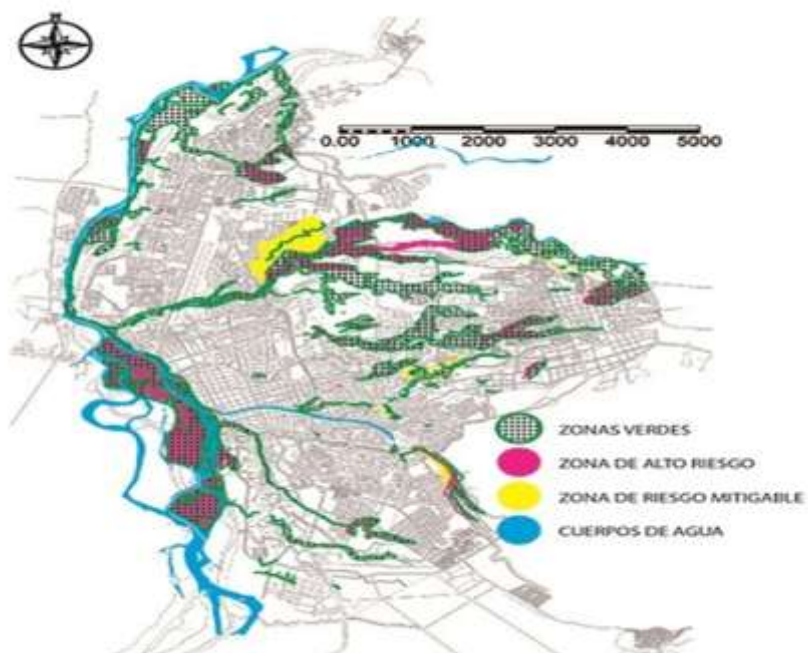 0.00 1000 2000 3000 4000 5000
ZONAS VERDES
ZONA DE ALTO RIESGO
ZONA DE RIESGO MITIGABLE
CUERPOS DE AGUA